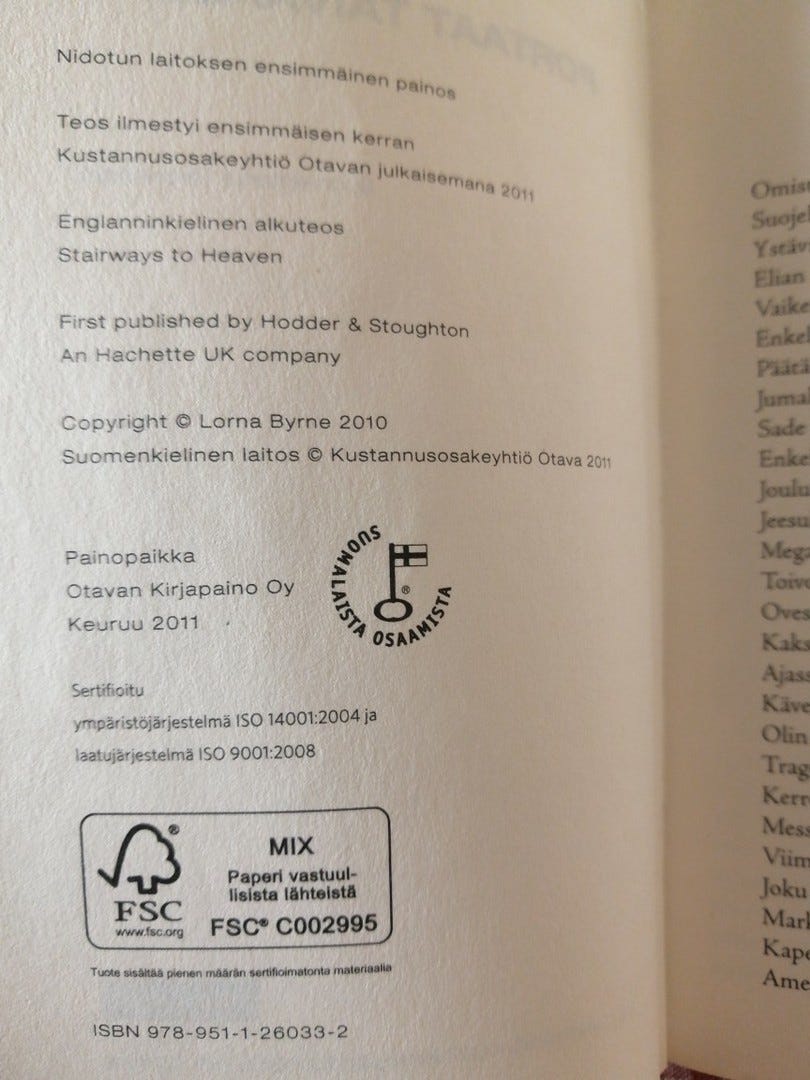 Nidotun laitoksen ensimmäinen painos
Teos ilmestyi ensimmäisen kerran
Kustannusosakeyhtiö Otavan julkaisemana 2011
Englanninkielinen alkuteos
Stairways to Heaven
First published by Hodder & Stoughton
An Hachette UK company
Copyright © Lorna Byrne 2010
Suomenkielinen laitos © Kustannusosakeyhtiö Otava 2011
Painopaikka
Otavan Kirjapaino Oy
Keuruu 2011
SUOMALAISTA OSAAMISTA
®
Sertifioitu
ympäristöjärjestelmä ISO 14001:2004 ja
laatujärjestelmä ISO 9001:2008
®
FSC
www.fsc.org
MIX
Paperi vastuul-
lisista lähteistä
FSC® C002995
Tuote sisältää pienen määrän sertifioimatonta materiaalia
ISBN 978-951-1-26033-2
Omist
Suojel
Ystäv
Elian
Vaike
Enkel
Päätä
Jumal
Sade
Enke
Joulu
Jeesu
Mega
Toivo
Oves
Kaks
Ajass
Käve
Olin
Trag
Kerr
Mess
Viim
Joku
Mark
Kape
Ame